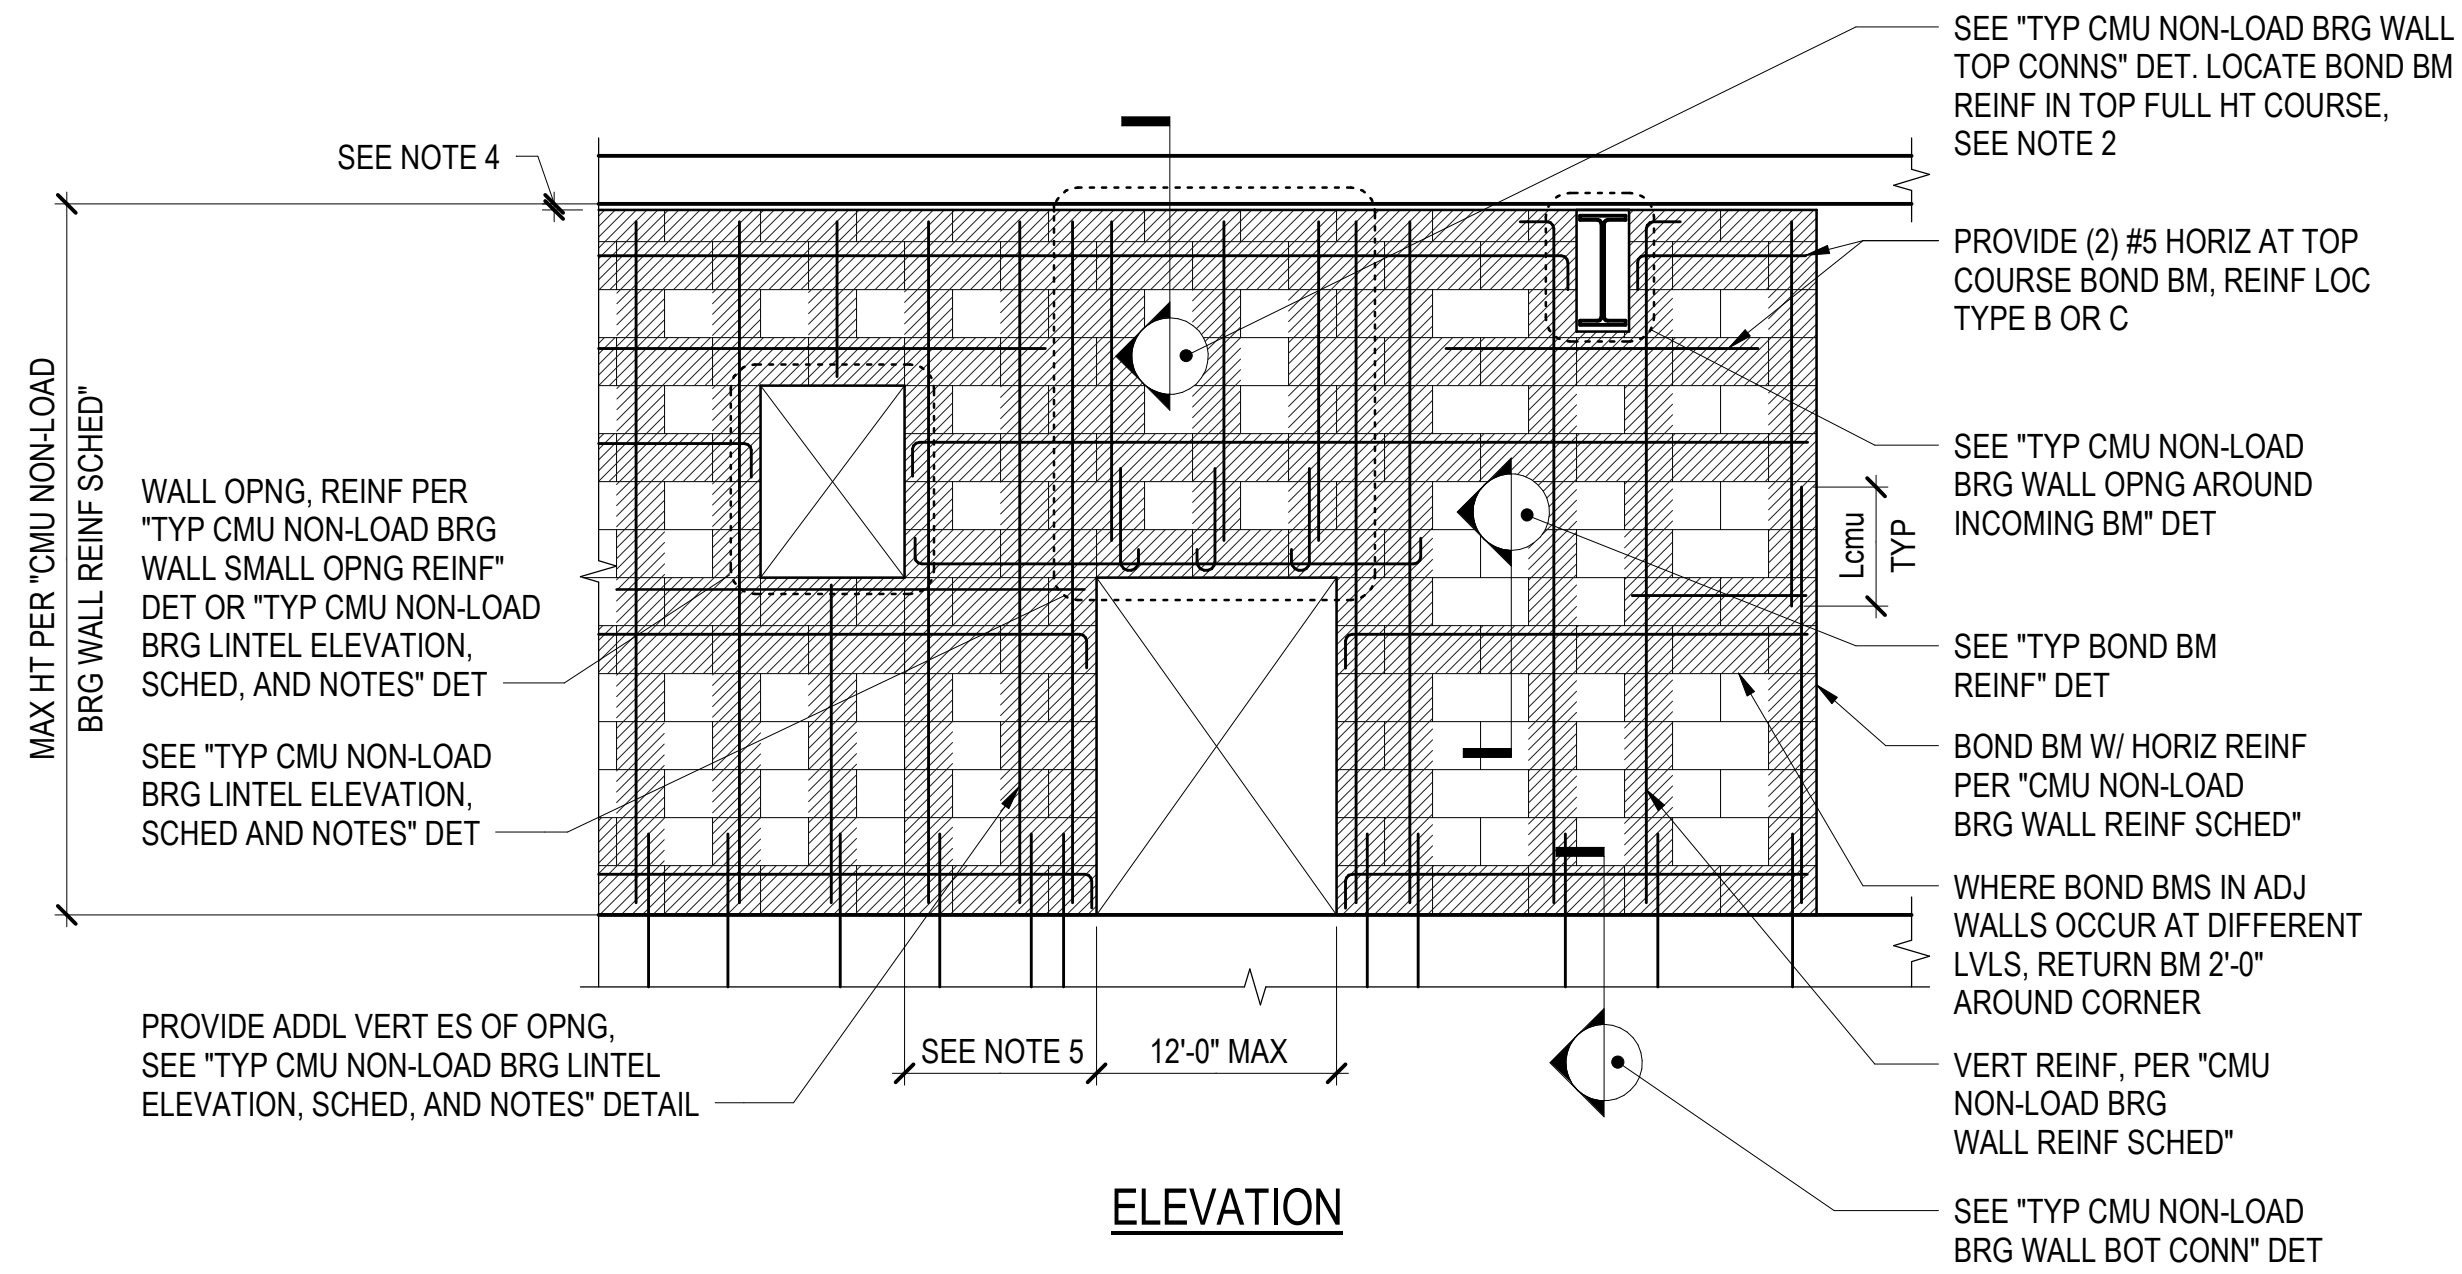 SEE "TYP CMU NON-LOAD BRG WALL
TOP CONNS" DET. LOCATE BOND BM
REINF IN TOP FULL HT COURSE,
SEE NOTE 2
SEE NOTE 4
PROVIDE (2) #5 HORIZ AT TOP
COURSE BOND BM, REINF LOC
TYPE B OR C
MAX HT PER "CMU NON-LOAD
BRG WALL REINF SCHED"
WALL OPNG, REINF PER
"TYP CMU NON-LOAD BRG
WALL SMALL OPNG REINF"
DET OR "TYP CMU NON-LOAD
BRG LINTEL ELEVATION,
SCHED, AND NOTES" DET
SEE "TYP CMU NON-LOAD
BRG LINTEL ELEVATION,
SCHED AND NOTES" DET
SEE "TYP CMU NON-LOAD
BRG WALL OPNG AROUND
INCOMING BM" DET
Lcmu
TYP
SEE "TYP BOND BM
REINF" DET
BOND BM W/ HORIZ REINF
PER "CMU NON-LOAD
BRG WALL REINF SCHED"
WHERE BOND BMS IN ADJ
WALLS OCCUR AT DIFFERENT
LVLS, RETURN BM 2'-0"
AROUND CORNER
PROVIDE ADDL VERT ES OF OPNG,
SEE "TYP CMU NON-LOAD BRG LINTEL
ELEVATION, SCHED, AND NOTES" DETAIL
SEE NOTE 5
12'-0" MAX
VERT REINF, PER "CMU
NON-LOAD BRG
WALL REINF SCHED"
SEE "TYP CMU NON-LOAD
BRG WALL BOT CONN" DET
ELEVATION